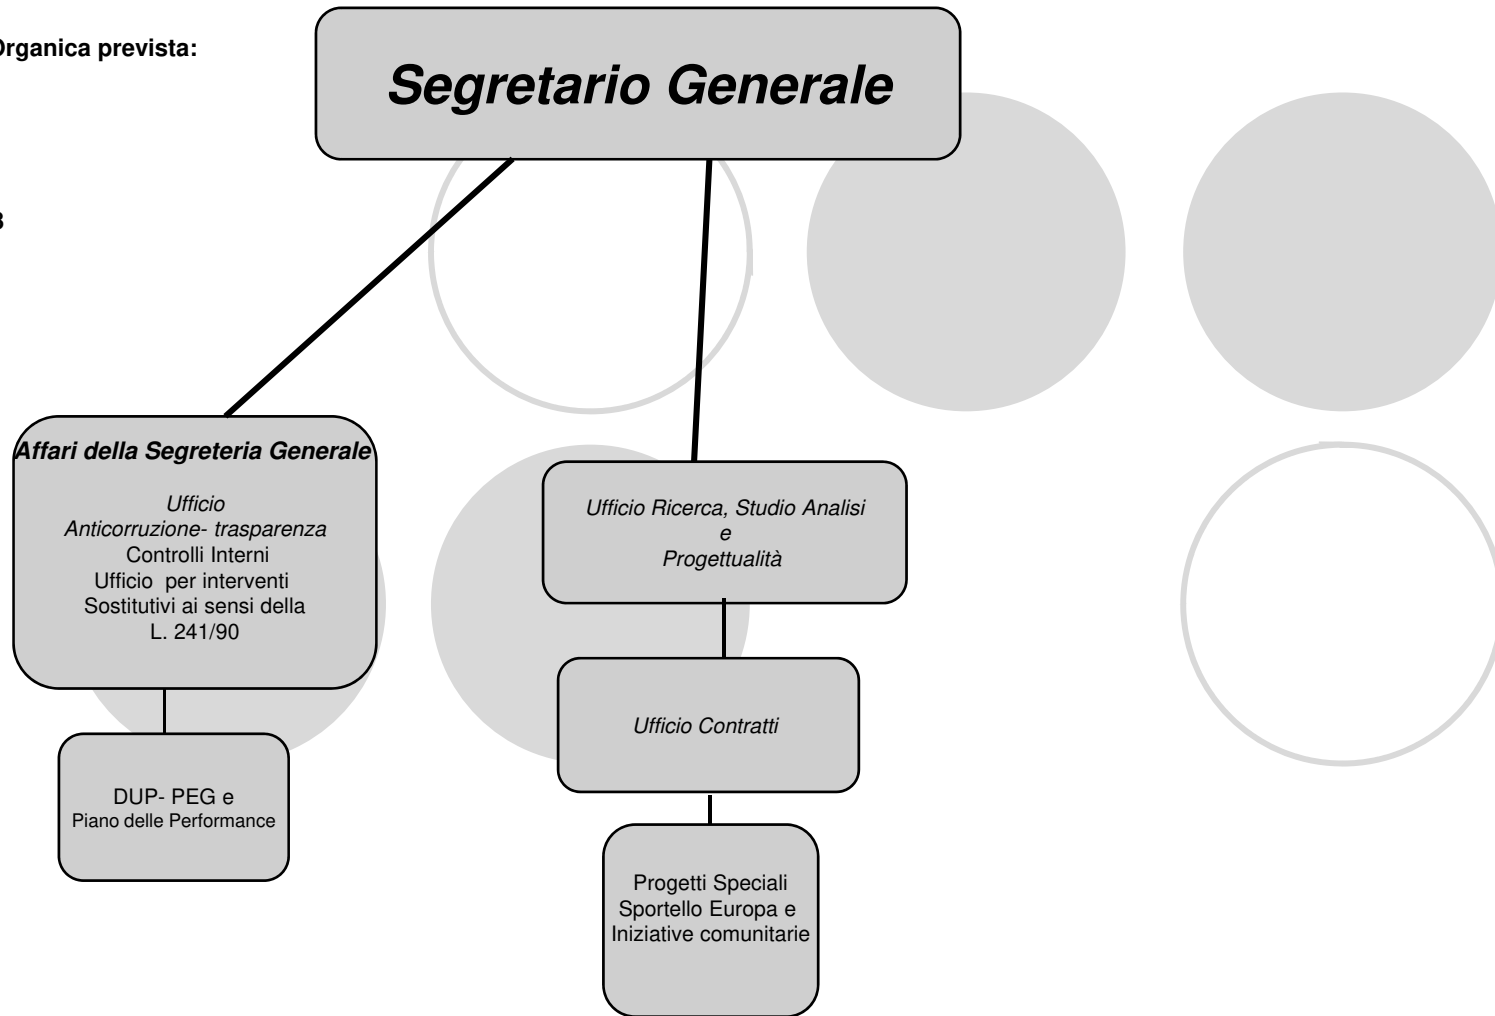 Organica prevista:
Segretario Generale
Affari della Segreteria Generale
Ufficio
Anticorruzione- trasparenza
Controlli Interni
Ufficio per interventi
Sostitutivi ai sensi della
L. 241/90
DUP- PEG e
Piano delle Performance
Ufficio Ricerca, Studio Analisi
e
Progettualità
Ufficio Contratti
Progetti Speciali
Sportello Europa e
Iniziative comunitarie